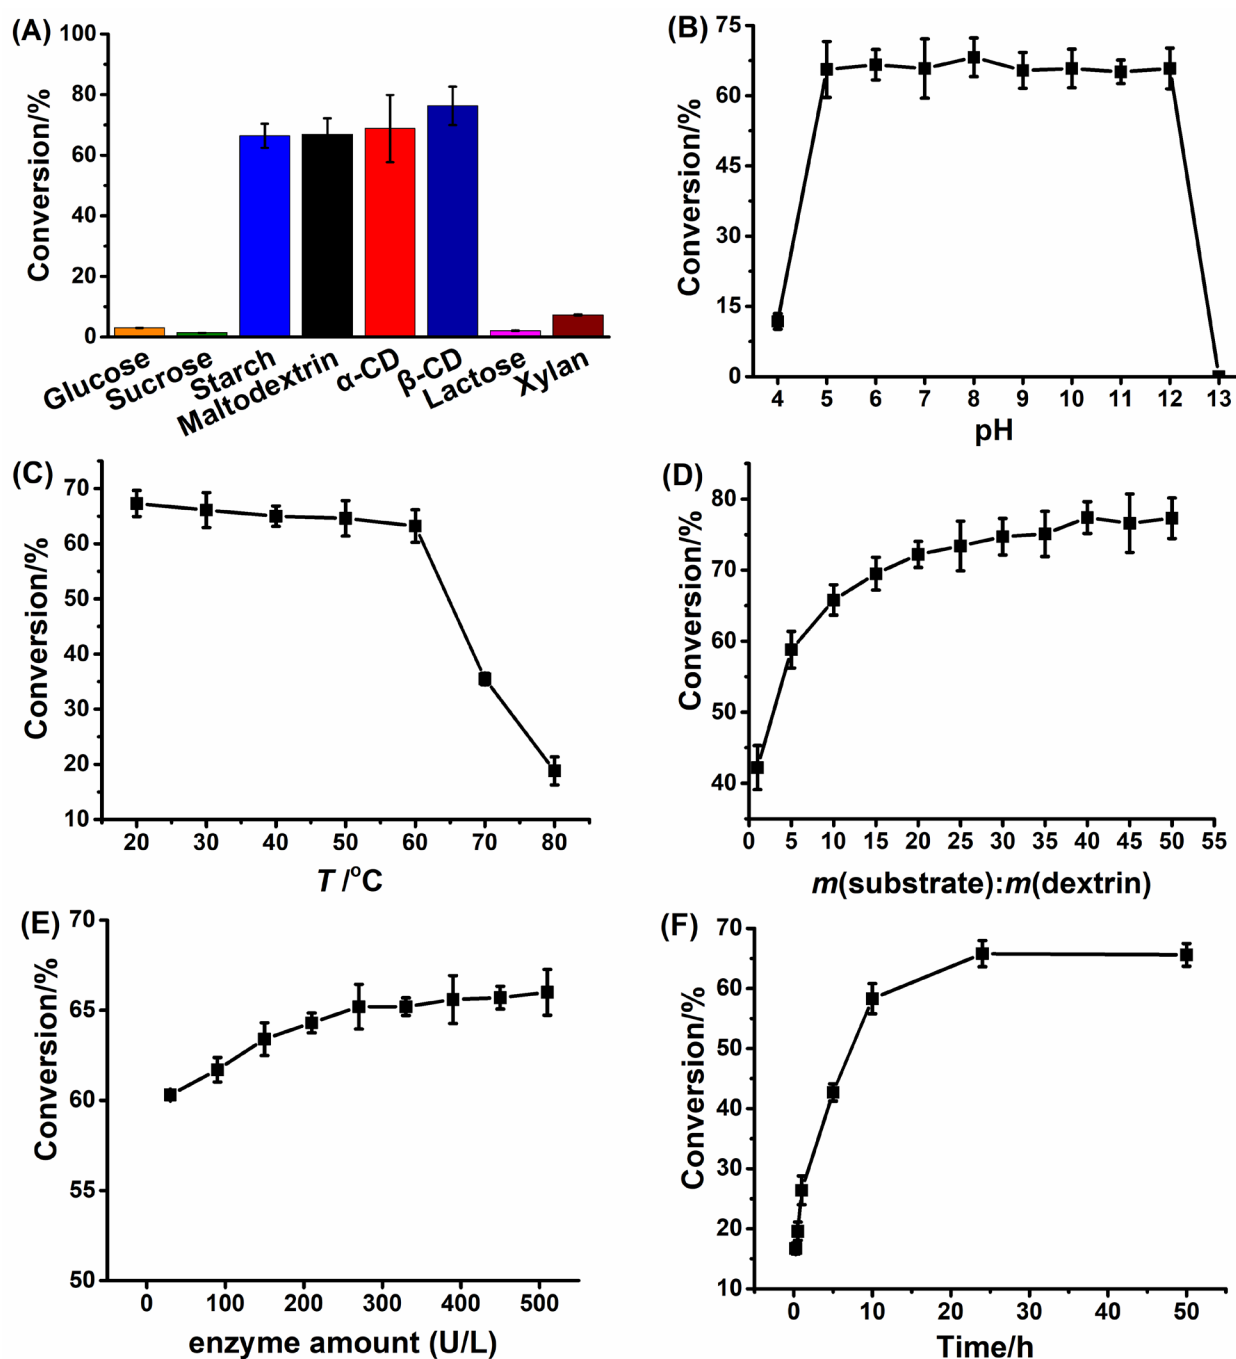 (A)
100
80
60
40
20
0
Conversion/%
Glucose
Sucrose
Starch
Maltodextrin
α-CD
β-CD
Lactose
Xylan
(B)
75
60
45
30
15
0
Conversion/%
4 5 6 7 8 9 10 11 12 13
pH
(C)
70
60
50
40
30
20
10
Conversion/%
20 30 40 50 60 70 80
T /°C
(D)
80
70
60
50
40
Conversion/%
0 5 10 15 20 25 30 35 40 45 50 55
m(substrate):m(dextrin)
(E)
70
65
60
55
50
Conversion/%
0 100 200 300 400 500
enzyme amount (U/L)
(F)
70
60
50
40
30
20
10
Conversion/%
0 10 20 30 40 50
Time/h